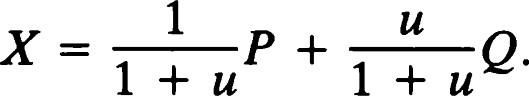 X = \frac{1}{1 + u} P + \frac{u}{1 + u} Q.